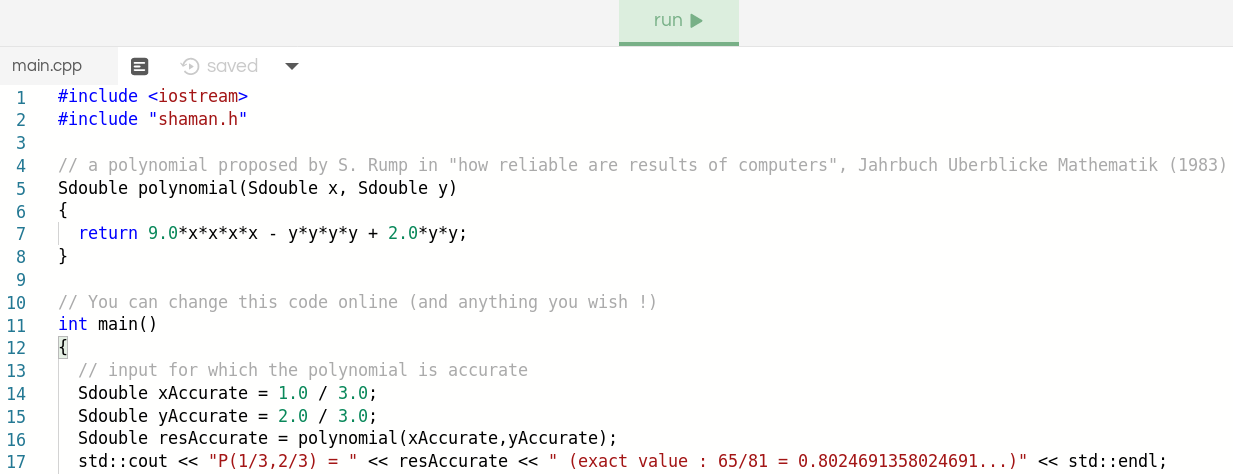 run
main.cpp saved
1 #include <iostream>
2 #include "shaman.h"
3
4 // a polynomial proposed by S. Rump in "how reliable are results of computers", Jahrbuch Uberblicke Mathematik (1983)
5 Sdouble polynomial(Sdouble x, Sdouble y)
6 {
7 return 9.0*x*x*x*x - y*y*y*y + 2.0*y*y;
8 }
9
10 // You can change this code online (and anything you wish !)
11 int main()
12 {
13 // input for which the polynomial is accurate
14 Sdouble xAccurate = 1.0 / 3.0;
15 Sdouble yAccurate = 2.0 / 3.0;
16 Sdouble resAccurate = polynomial(xAccurate,yAccurate);
17 std::cout << "P(1/3,2/3) = " << resAccurate << " (exact value : 65/81 = 0.8024691358024691...)" << std::endl;